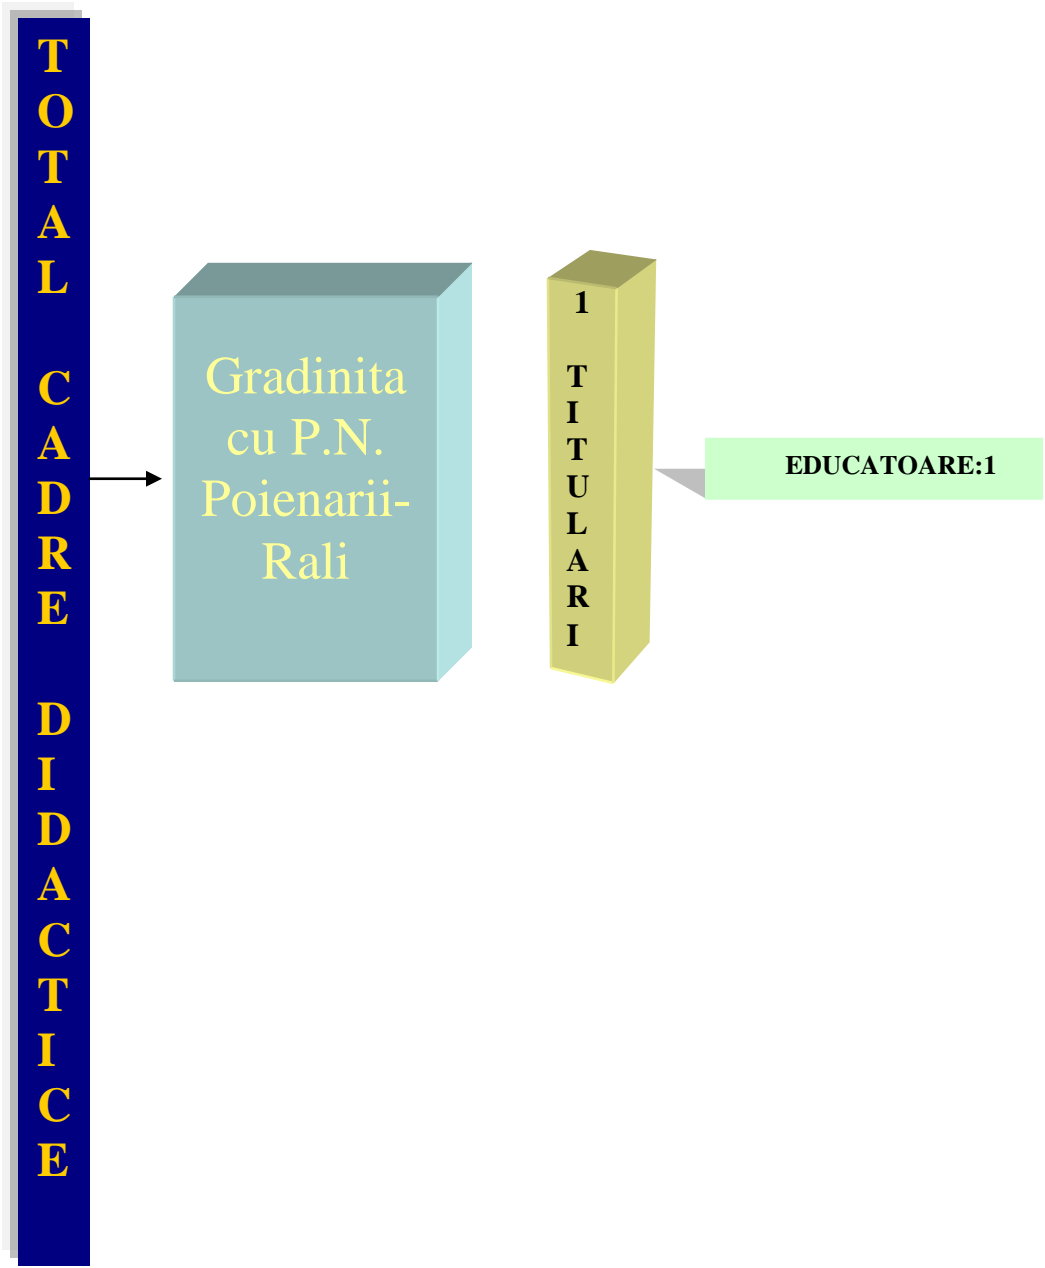 TOTAL CADRE DIDACTICE
Gradinita
cu P.N.
Poienarii-
Rali
1 TITULARI
EDUCATOARE:1